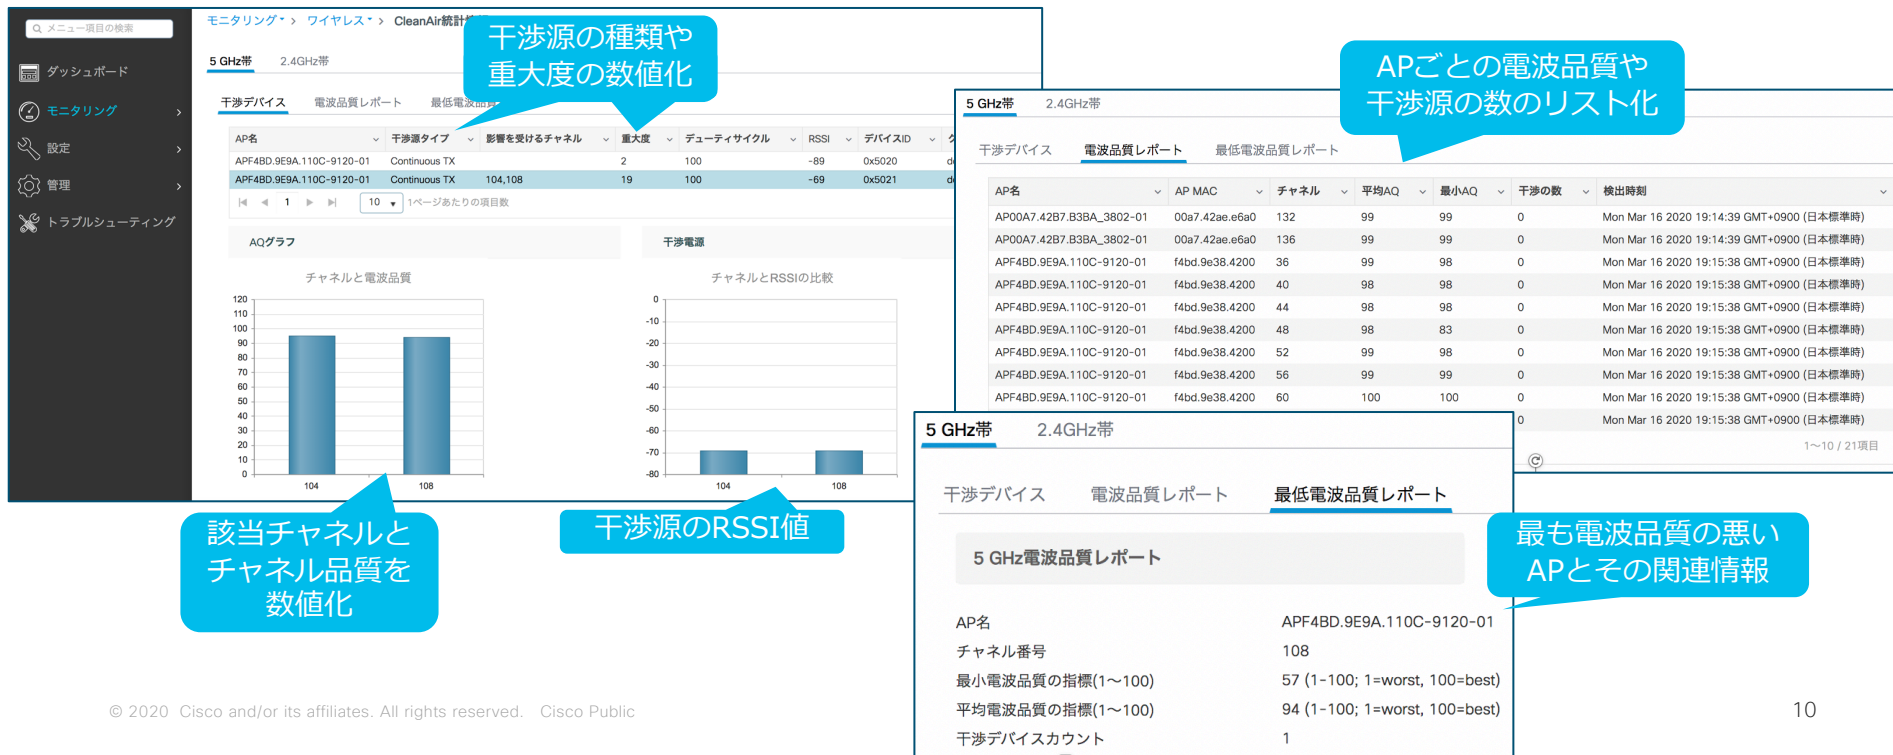 メニュー項目の検索
ダッシュボード
モニタリング
設定
管理
トラブルシューティング
モニタリング > ワイヤレス > CleanAir統計
干渉源の種類や
重大度の数値化
5 GHz帯 2.4GHz帯
干渉デバイス 電波品質レポート 最低電波
AP名 干渉源タイプ 影響を受けるチャネル 重大度 デューティサイクル RSSI デバイスID
APF4BD.9E9A.110C-9120-01 Continuous TX 2 100 -89 0x5020
APF4BD.9E9A.110C-9120-01 Continuous TX 104,108 19 100 -69 0x5021
1 10 1ページあたりの項目数
AQグラフ
チャネルと電波品質
120
110
100
90
80
70
60
50
40
30
20
10
0
104 108
干渉電源
チャネルとRSSIの比較
0
-10
-20
-30
-40
-50
-60
-70
-80
104 108
該当チャネルと
チャネル品質を
数値化
干渉源のRSSI値
APごとの電波品質や
干渉源の数のリスト化
5 GHz帯 2.4GHz帯
干渉デバイス 電波品質レポート 最低電波品質レポート
AP名 AP MAC チャネル 平均AQ 最小AQ 干渉の数 検出時刻
AP00A7.42B7.B3BA_3802-01 00a7.42ae.e6a0 132 99 99 0 Mon Mar 16 2020 19:14:39 GMT+0900 (日本標準時)
AP00A7.42B7.B3BA_3802-01 00a7.42ae.e6a0 136 99 99 0 Mon Mar 16 2020 19:14:39 GMT+0900 (日本標準時)
APF4BD.9E9A.110C-9120-01 f4bd.9e38.4200 36 99 98 0 Mon Mar 16 2020 19:15:38 GMT+0900 (日本標準時)
APF4BD.9E9A.110C-9120-01 f4bd.9e38.4200 40 98 98 0 Mon Mar 16 2020 19:15:38 GMT+0900 (日本標準時)
APF4BD.9E9A.110C-9120-01 f4bd.9e38.4200 44 98 98 0 Mon Mar 16 2020 19:15:38 GMT+0900 (日本標準時)
APF4BD.9E9A.110C-9120-01 f4bd.9e38.4200 48 98 83 0 Mon Mar 16 2020 19:15:38 GMT+0900 (日本標準時)
APF4BD.9E9A.110C-9120-01 f4bd.9e38.4200 52 99 98 0 Mon Mar 16 2020 19:15:38 GMT+0900 (日本標準時)
APF4BD.9E9A.110C-9120-01 f4bd.9e38.4200 56 99 99 0 Mon Mar 16 2020 19:15:38 GMT+0900 (日本標準時)
APF4BD.9E9A.110C-9120-01 f4bd.9e38.4200 60 100 100 0 Mon Mar 16 2020 19:15:38 GMT+0900 (日本標準時)
0 Mon Mar 16 2020 19:15:38 GMT+0900 (日本標準時)
1～10 / 21項目
5 GHz帯 2.4GHz帯
干渉デバイス 電波品質レポート 最低電波品質レポート
5 GHz電波品質レポート
AP名 APF4BD.9E9A.110C-9120-01
チャネル番号 108
最小電波品質の指標(1～100) 57 (1-100; 1=worst, 100=best)
平均電波品質の指標(1～100) 94 (1-100; 1=worst, 100=best)
干渉デバイスカウント 1
最も電波品質の悪い
APとその関連情報
© 2020 Cisco and/or its affiliates. All rights reserved. Cisco Public
10